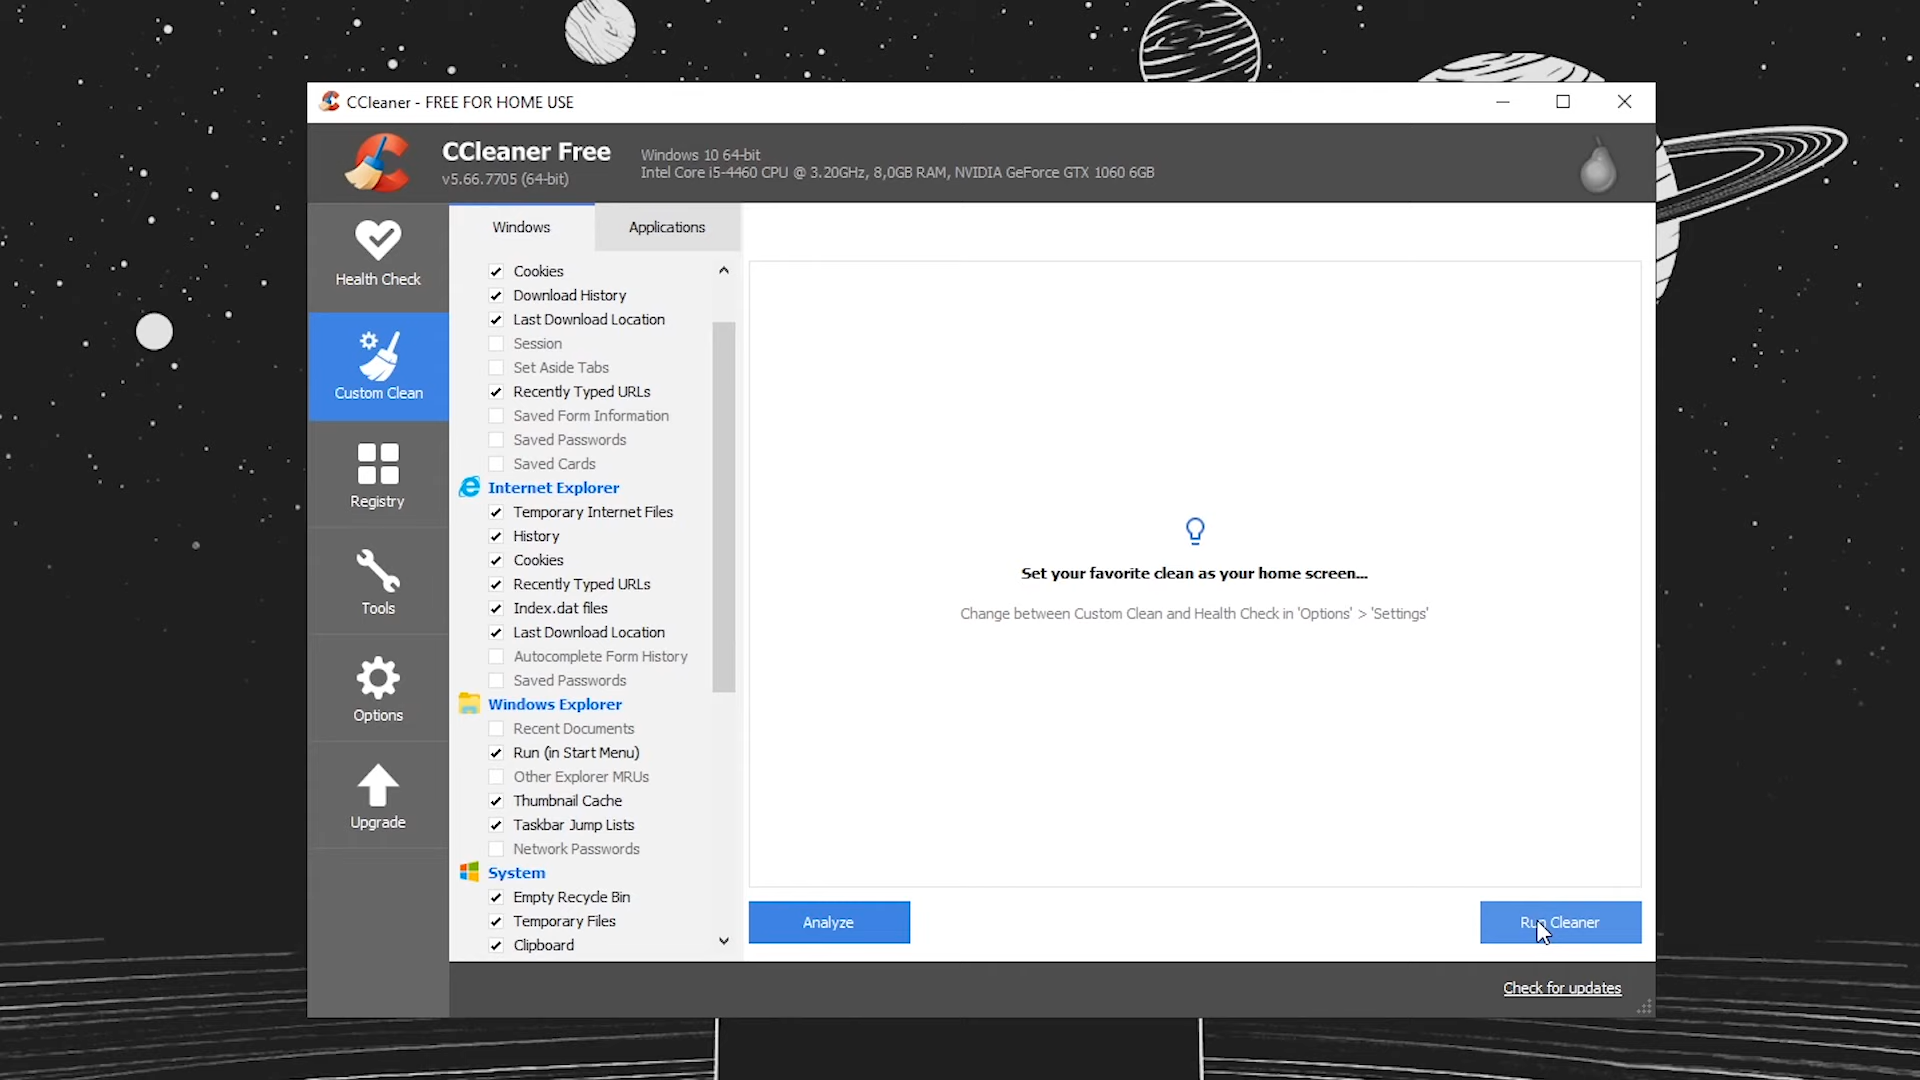 CCleaner - FREE FOR HOME USE
CCleaner Free
v5.66.7705 (64-bit)
Windows 10 64-bit
Intel Core i5-4460 CPU @ 3.20GHz, 8,0GB RAM, NVIDIA GeForce GTX 1060 6GB
Health Check
Custom Clean
Registry
Tools
Options
Upgrade
Windows
Applications
Cookies
Download History
Last Download Location
Session
Set Aside Tabs
Recently Typed URLs
Saved Form Information
Saved Passwords
Saved Cards
Internet Explorer
Temporary Internet Files
History
Cookies
Recently Typed URLs
Index.dat files
Last Download Location
Autocomplete Form History
Saved Passwords
Windows Explorer
Recent Documents
Run (in Start Menu)
Other Explorer MRUs
Thumbnail Cache
Taskbar Jump Lists
Network Passwords
System
Empty Recycle Bin
Temporary Files
Clipboard
Set your favorite clean as your home screen...
Change between Custom Clean and Health Check in 'Options' > 'Settings'
Analyze
Run Cleaner
Check for updates